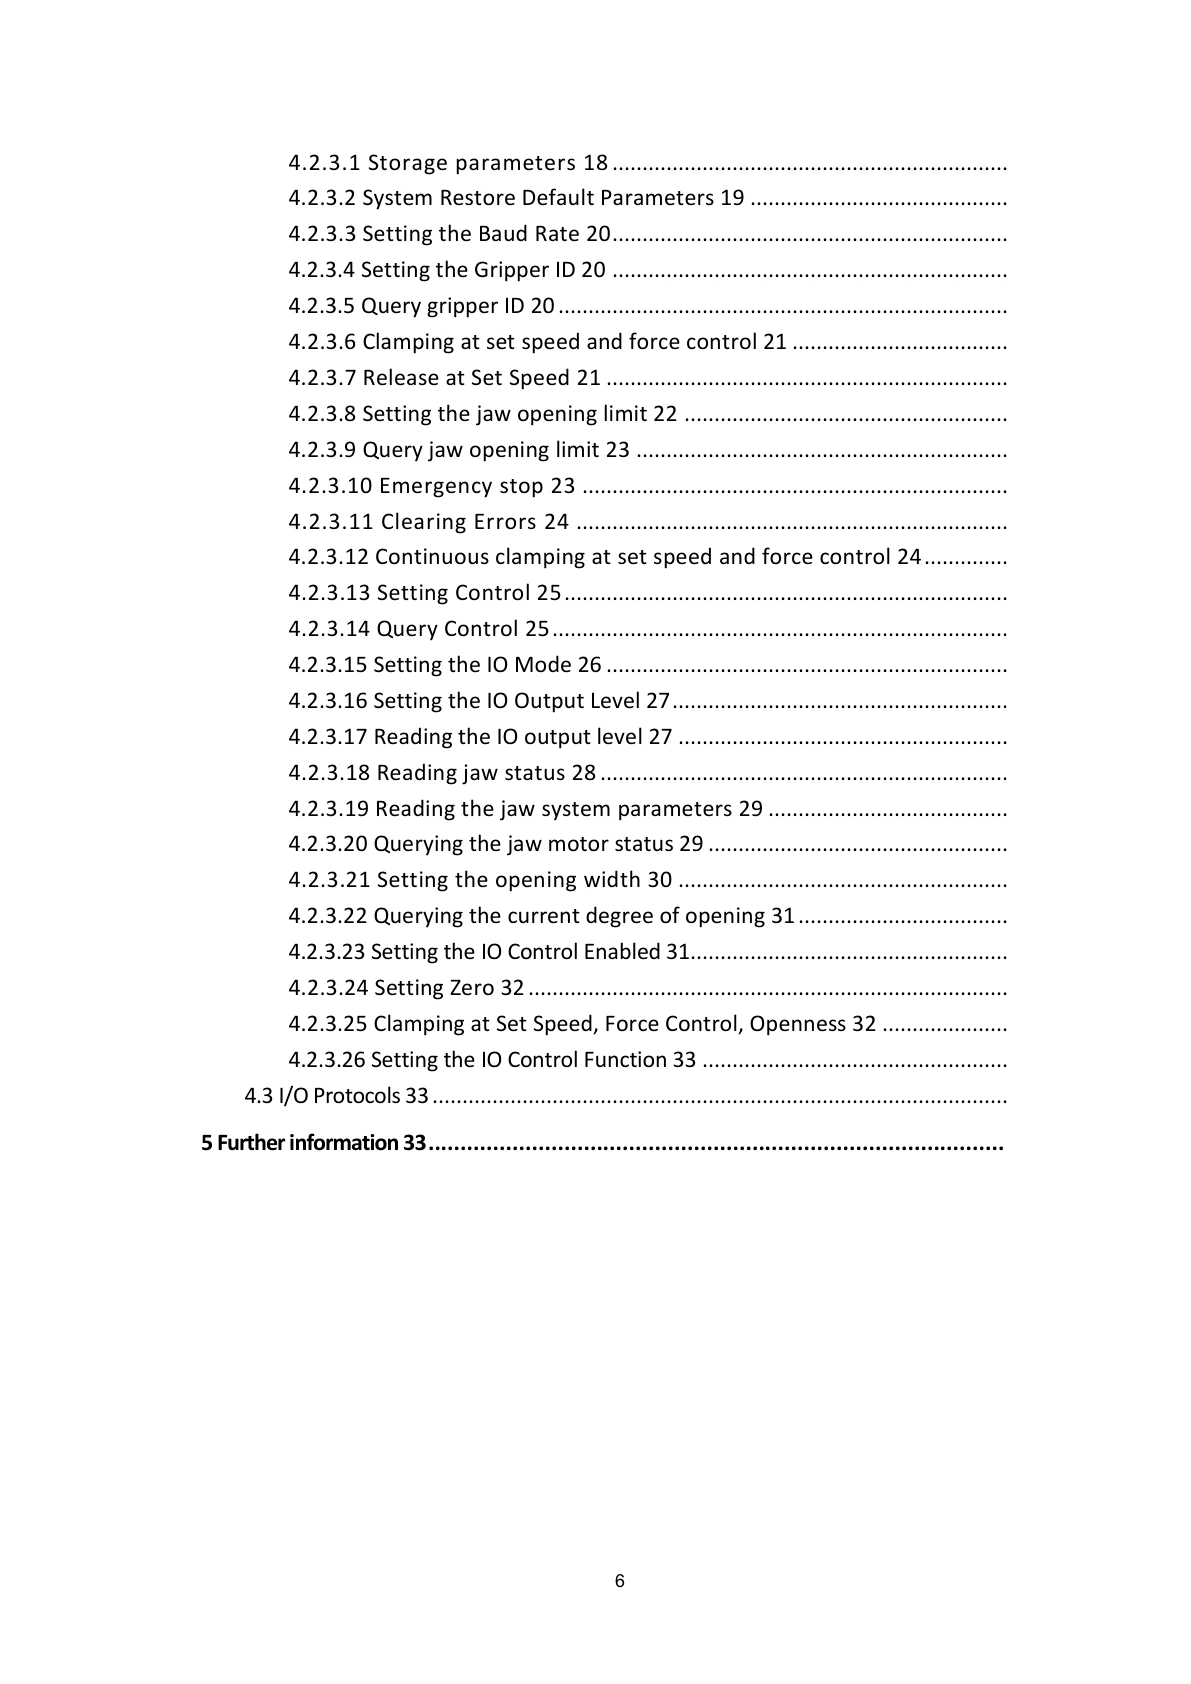 4.2.3.1 Storage parameters 18 ..................................................................
4.2.3.2 System Restore Default Parameters 19 ...........................................
4.2.3.3 Setting the Baud Rate 20..................................................................
4.2.3.4 Setting the Gripper ID 20 ..................................................................
4.2.3.5 Query gripper ID 20 ...........................................................................
4.2.3.6 Clamping at set speed and force control 21 ....................................
4.2.3.7 Release at Set Speed 21 ...................................................................
4.2.3.8 Setting the jaw opening limit 22 ......................................................
4.2.3.9 Query jaw opening limit 23 ..............................................................
4.2.3.10 Emergency stop 23 .......................................................................
4.2.3.11 Clearing Errors 24 ........................................................................
4.2.3.12 Continuous clamping at set speed and force control 24..............
4.2.3.13 Setting Control 25..........................................................................
4.2.3.14 Query Control 25............................................................................
4.2.3.15 Setting the IO Mode 26 ...................................................................
4.2.3.16 Setting the IO Output Level 27........................................................
4.2.3.17 Reading the IO output level 27 .......................................................
4.2.3.18 Reading jaw status 28 ....................................................................
4.2.3.19 Reading the jaw system parameters 29 ........................................
4.2.3.20 Querying the jaw motor status 29 ..................................................
4.2.3.21 Setting the opening width 30 .......................................................
4.2.3.22 Querying the current degree of opening 31 ...................................
4.2.3.23 Setting the IO Control Enabled 31.....................................................
4.2.3.24 Setting Zero 32 ................................................................................
4.2.3.25 Clamping at Set Speed, Force Control, Openness 32 .....................
4.2.3.26 Setting the IO Control Function 33 ...................................................
4.3 I/O Protocols 33 ................................................................................................
5 Further information 33.........................................................................................
6